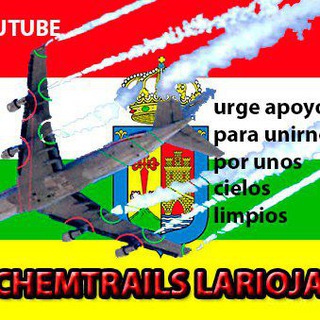 UTUBE
urge apoyo
para unirno
por unos
cielos
limpios
CHEMTRAILS LARIOJA